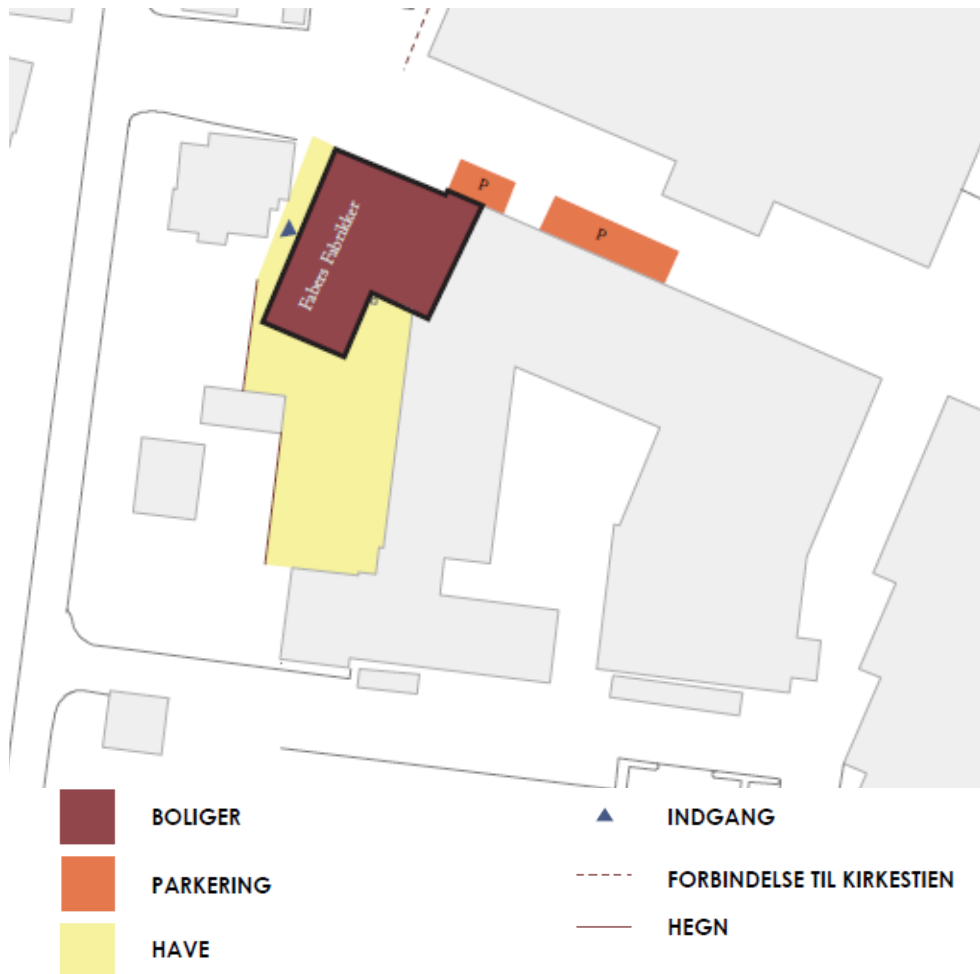 P
P
Fabers Fabrikker
BOLIGER
INDGANG
PARKERING
FORBINDELSE TIL KIRKESTIEN
HEGN
HAVE